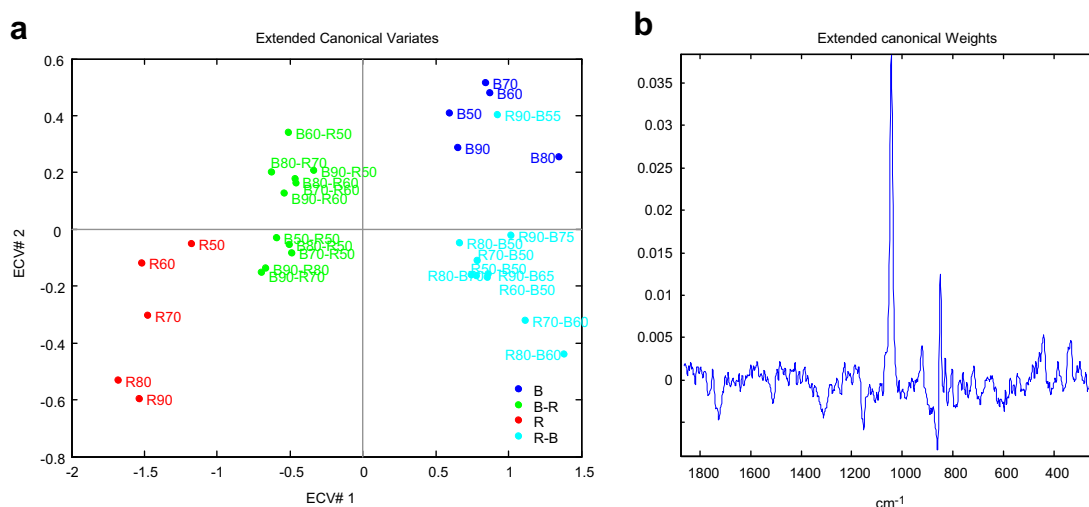 a
Extended Canonical Variates
0.6
0.4
0.2
0
-0.2
-0.4
-0.6
-0.8
-2
-1.5
-1
-0.5
0
0.5
1
1.5
ECV# 2
ECV# 1
B70
B60
B50
R90-B55
B90
B80
B60-R50
B80-R70
B90-R50
B80-R60
B70-R60
B90-R60
B50-R50
B80-R50
B70-R50
B90-R80
B90-R70
R50
R60
R70
R80
R90
R90-B75
R80-B50
R70-B50
R50-B50
R80-B70
R90-B65
R60-B50
R70-B60
R80-B60
B
B-R
R
R-B
b
Extended canonical Weights
0.035
0.03
0.025
0.02
0.015
0.01
0.005
0
1800
1600
1400
1200
1000
800
600
400
cm-1